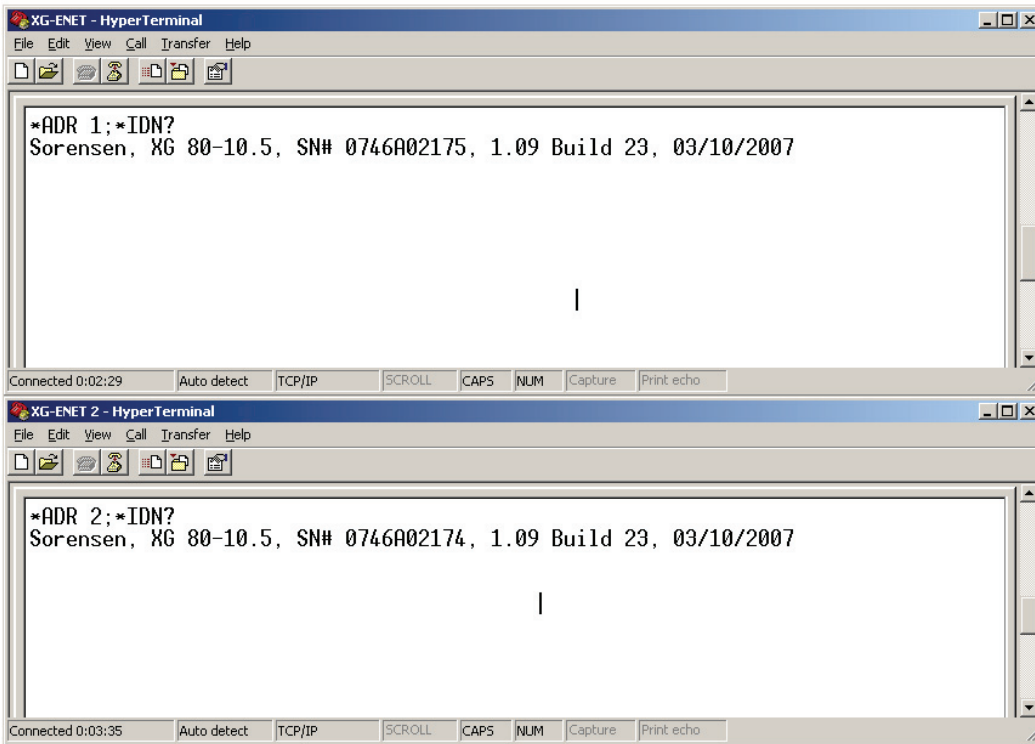 XG-ENET - HyperTerminal
File Edit View Call Transfer Help
*ADR 1;*IDN?
Sorensen, XG 80-10.5, SN# 0746A02175, 1.09 Build 23, 03/10/2007
Connected 0:02:29 Auto detect TCP/IP SCROLL CAPS NUM Capture Print echo
XG-ENET 2 - HyperTerminal
File Edit View Call Transfer Help
*ADR 2;*IDN?
Sorensen, XG 80-10.5, SN# 0746A02174, 1.09 Build 23, 03/10/2007
Connected 0:03:35 Auto detect TCP/IP SCROLL CAPS NUM Capture Print echo